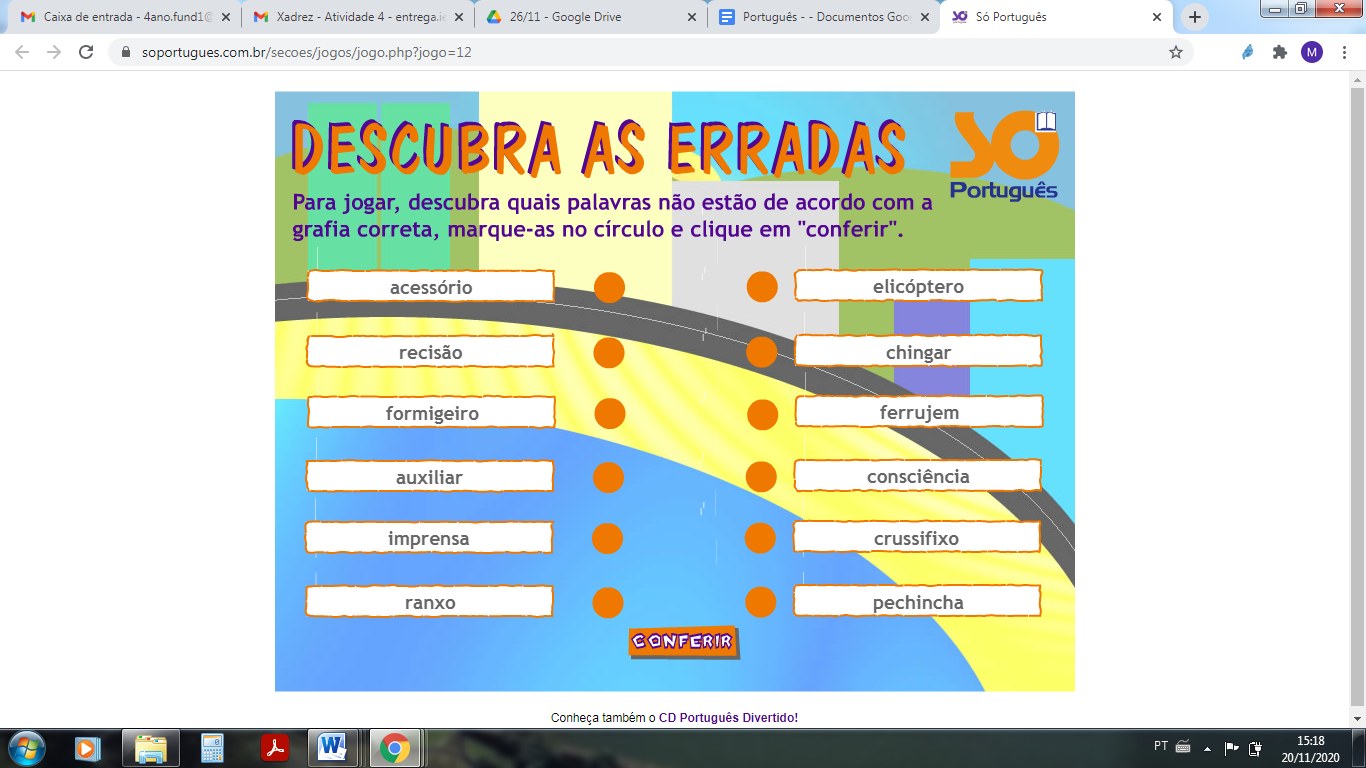 Caixa de entrada - 4ano.fund1@
Xadrez - Atividade 4 - entrega.ie
26/11 - Google Drive
Português - - Documentos Goo
Só Português
soportugues.com.br/secoes/jogos/jogo.php?jogo=12
M
DESCUBRA AS ERRADAS
SÓ
Português
Para jogar, descubra quais palavras não estão de acordo com a
grafia correta, marque-as no círculo e clique em "conferir".
acessório
elicóptero
recisão
chingar
formigeiro
ferrujem
auxiliar
consciência
imprensa
crussifixo
ranxo
pechincha
CONFERIR
Conheça também o CD Português Divertido!
PT
15:18
20/11/2020